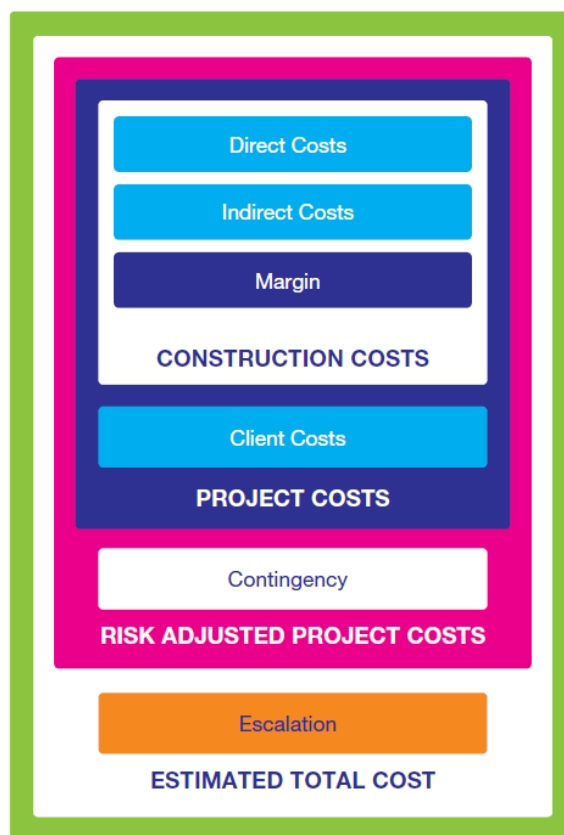 Direct Costs
Indirect Costs
Margin
CONSTRUCTION COSTS
Client Costs
PROJECT COSTS
Contingency
RISK ADJUSTED PROJECT COSTS
Escalation
ESTIMATED TOTAL COST